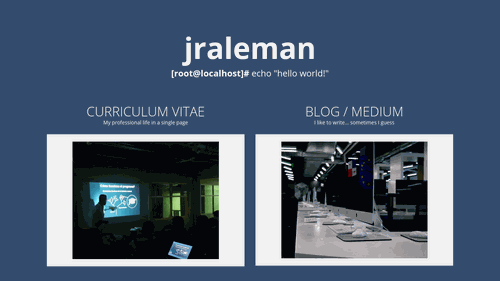 jraleman
[root@localhost]# echo "hello world!"
CURRICULUM VITAE
My professional life in a single page
BLOG / MEDIUM
I like to write... sometimes I guess